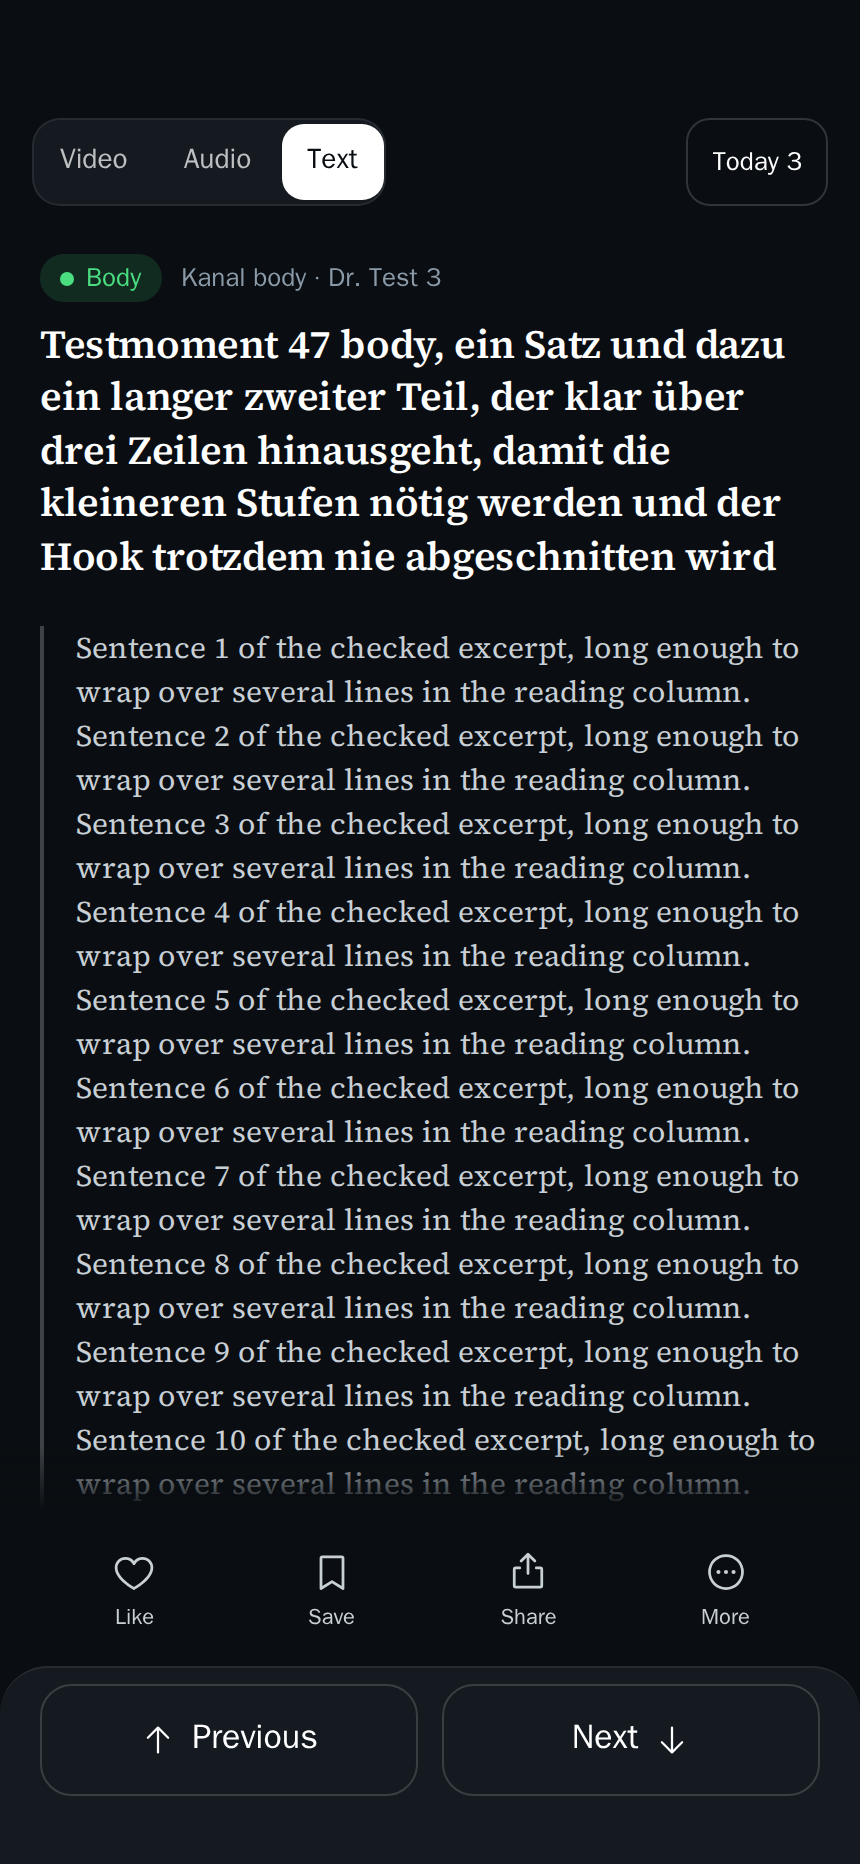 Video Audio Text Today 3
Body Kanal body · Dr. Test 3
Testmoment 47 body, ein Satz und dazu
ein langer zweiter Teil, der klar über
drei Zeilen hinausgeht, damit die
kleineren Stufen nötig werden und der
Hook trotzdem nie abgeschnitten wird
Sentence 1 of the checked excerpt, long enough to
wrap over several lines in the reading column.
Sentence 2 of the checked excerpt, long enough to
wrap over several lines in the reading column.
Sentence 3 of the checked excerpt, long enough to
wrap over several lines in the reading column.
Sentence 4 of the checked excerpt, long enough to
wrap over several lines in the reading column.
Sentence 5 of the checked excerpt, long enough to
wrap over several lines in the reading column.
Sentence 6 of the checked excerpt, long enough to
wrap over several lines in the reading column.
Sentence 7 of the checked excerpt, long enough to
wrap over several lines in the reading column.
Sentence 8 of the checked excerpt, long enough to
wrap over several lines in the reading column.
Sentence 9 of the checked excerpt, long enough to
wrap over several lines in the reading column.
Sentence 10 of the checked excerpt, long enough to
wrap over several lines in the reading column.
Like Save Share More
Previous Next